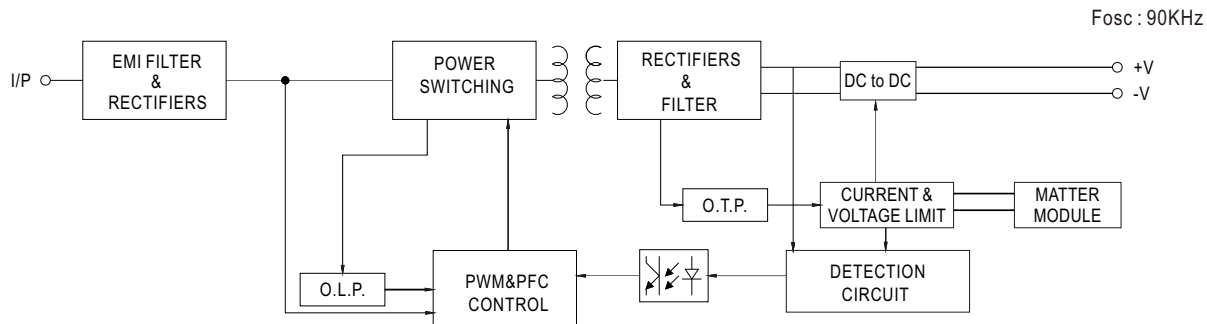 Fosc : 90KHz
I/P
EMI FILTER
&
RECTIFIERS
POWER
SWITCHING
RECTIFIERS
&
FILTER
DC to DC
+V
-V
O.T.P.
CURRENT &
VOLTAGE LIMIT
MATTER
MODULE
O.L.P.
PWM&PFC
CONTROL
DETECTION
CIRCUIT